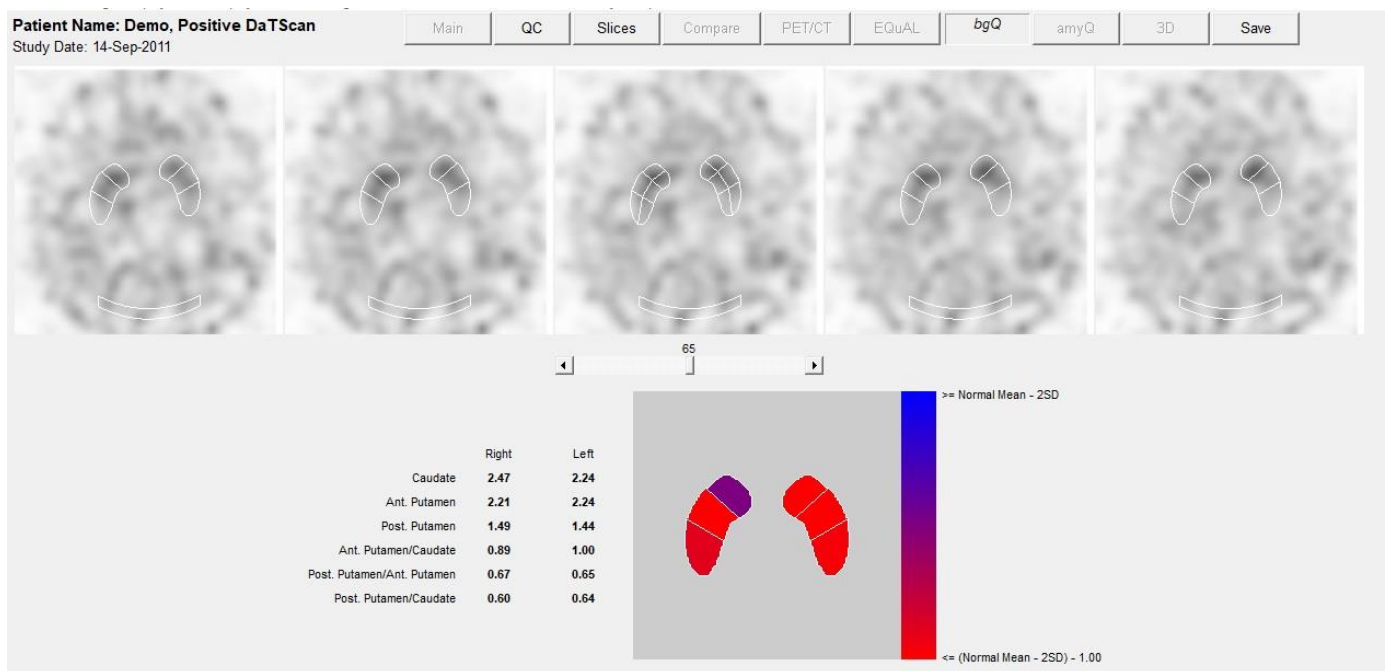 Patient Name: Demo, Positive DaTScan
Study Date: 14-Sep-2011
Main QC Slices Compare PET/CT EQuAL bgQ amyQ 3D Save
65
>= Normal Mean - 2SD
Right Left
Caudate 2.47 2.24
Ant. Putamen 2.21 2.24
Post. Putamen 1.49 1.44
Ant. Putamen/Caudate 0.89 1.00
Post. Putamen/Ant. Putamen 0.67 0.65
Post. Putamen/Caudate 0.60 0.64
<= (Normal Mean - 2SD) - 1.00